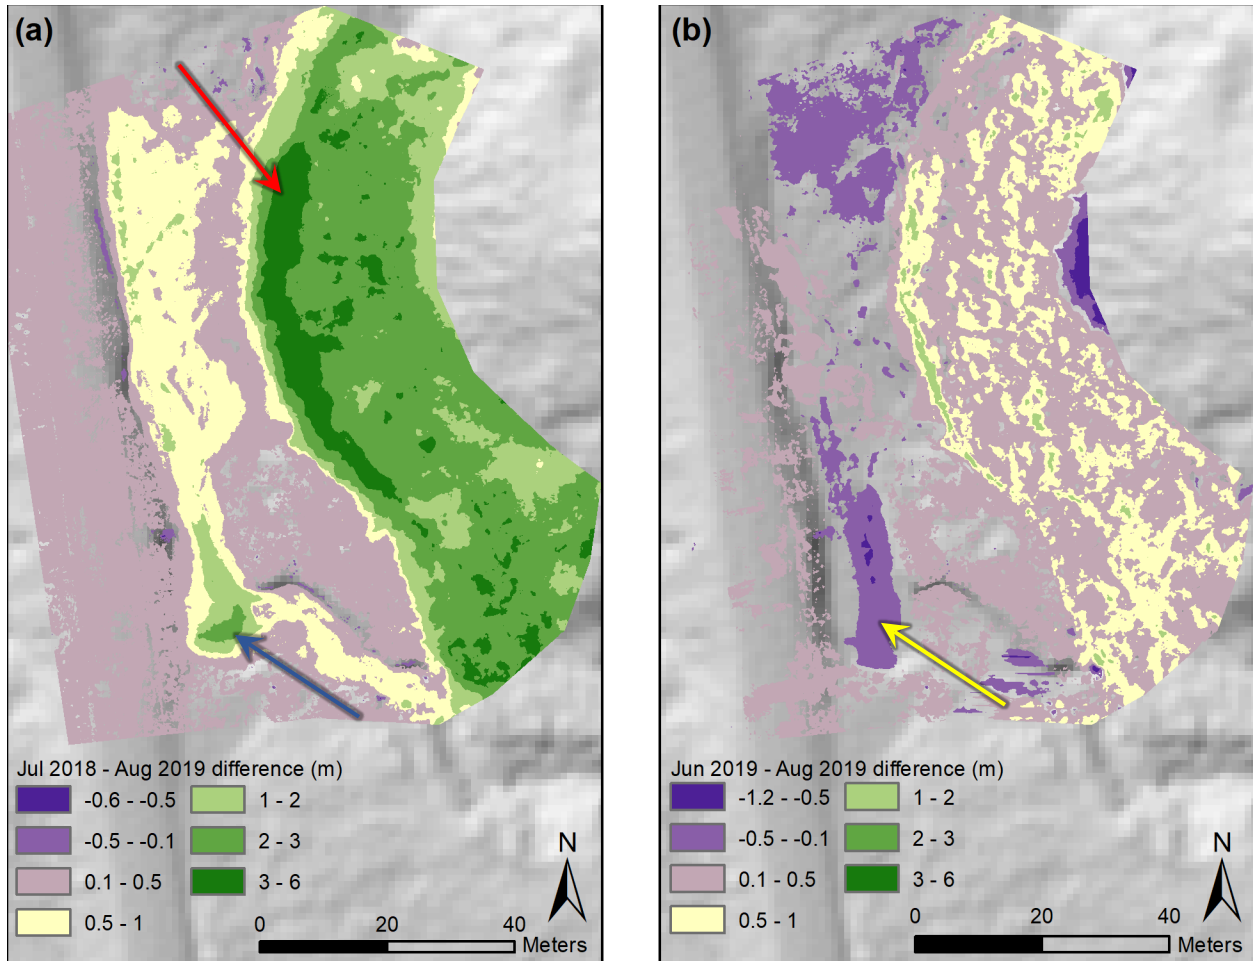 (a)
Jul 2018 - Aug 2019 difference (m)
-0.6 - -0.5
-0.5 - -0.1
0.1 - 0.5
0.5 - 1
1 - 2
2 - 3
3 - 6
N
0 20 40
Meters
(b)
Jun 2019 - Aug 2019 difference (m)
-1.2 - -0.5
-0.5 - -0.1
0.1 - 0.5
0.5 - 1
1 - 2
2 - 3
3 - 6
N
0 20 40
Meters